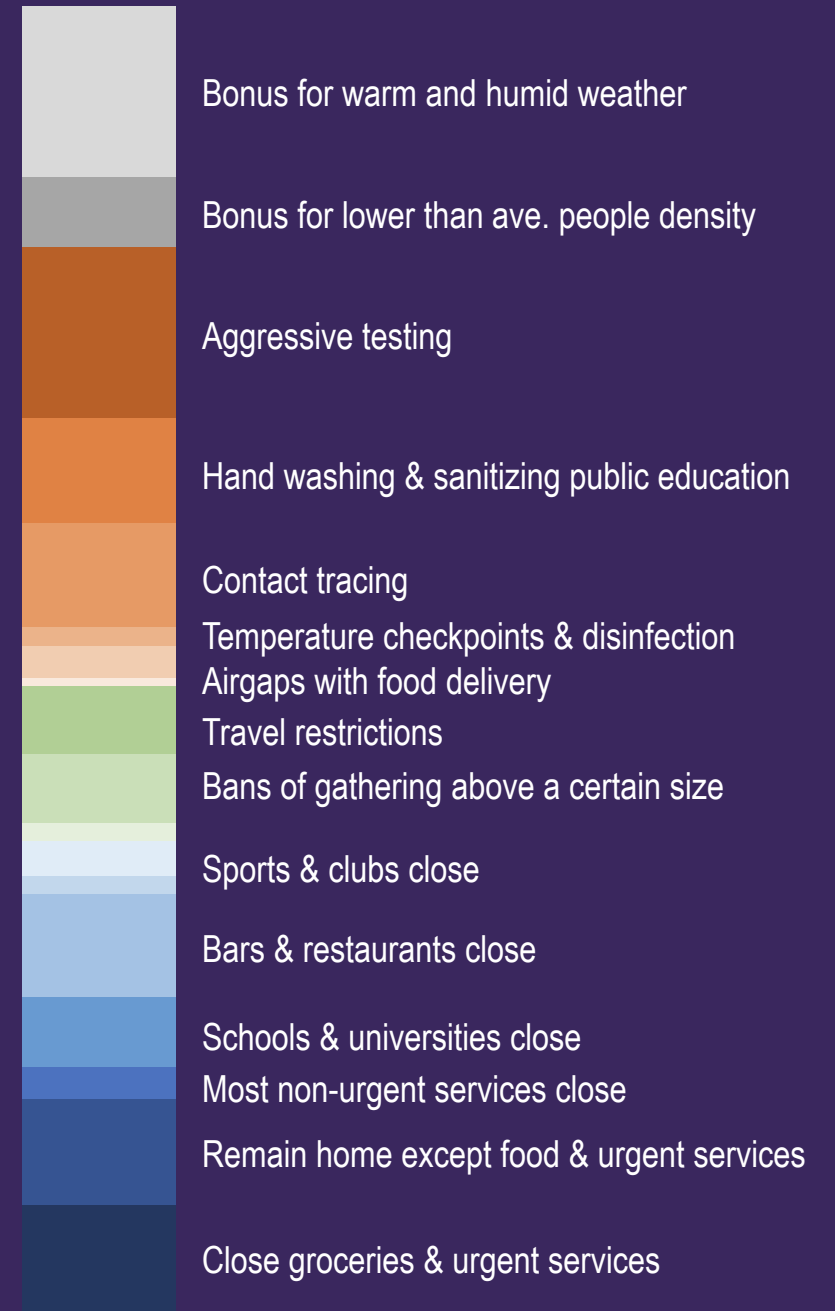 Bonus for warm and humid weather
Bonus for lower than ave. people density
Aggressive testing
Hand washing & sanitizing public education
Contact tracing
Temperature checkpoints & disinfection
Airgaps with food delivery
Travel restrictions
Bans of gathering above a certain size
Sports & clubs close
Bars & restaurants close
Schools & universities close
Most non-urgent services close
Remain home except food & urgent services
Close groceries & urgent services